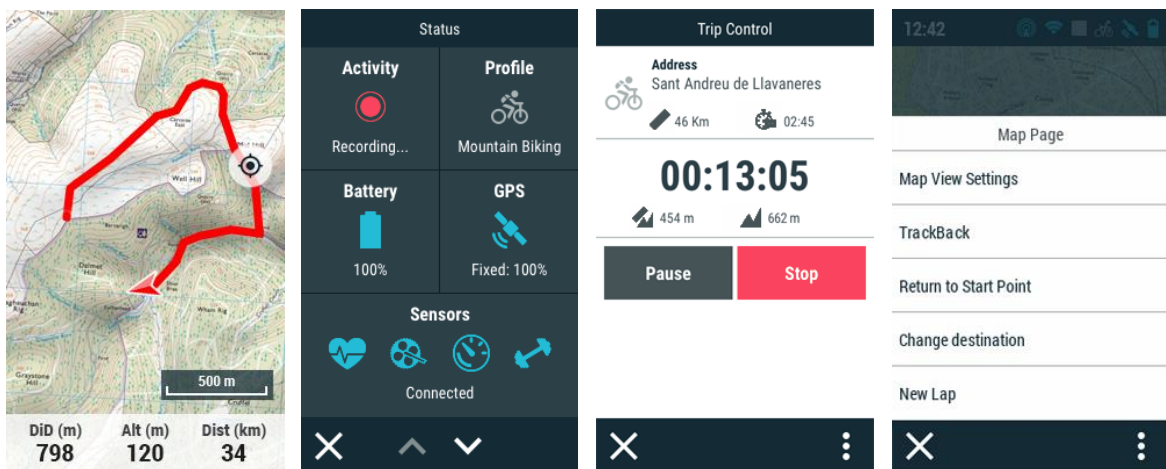 Well Hill
500 m
DiD (m) Alt (m) Dist (km)
798 120 34
Status
Activity Profile
Recording... Mountain Biking
Battery GPS
100% Fixed: 100%
Sensors
Connected
Trip Control
Address
Sant Andreu de Llavaneres
46 Km 02:45
00:13:05
454 m 662 m
Pause Stop
12:42
Map Page
Map View Settings
TrackBack
Return to Start Point
Change destination
New Lap